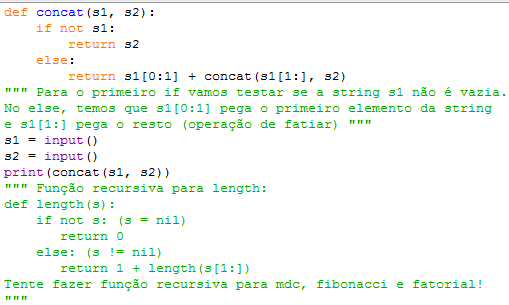 def concat(s1, s2):
    if not s1:
        return s2
    else:
        return s1[0:1] + concat(s1[1:], s2)
""" Para o primeiro if vamos testar se a string s1 não é vazia.
No else, temos que s1[0:1] pega o primeiro elemento da string
e s1[1:] pega o resto (operação de fatiar) """
s1 = input()
s2 = input()
print(concat(s1, s2))
""" Função recursiva para length:
def length(s):
    if not s: (s = nil)
       return 0
    else: (s != nil)
       return 1 + length(s[1:])
Tente fazer função recursiva para mdc, fibonacci e fatorial!
"""